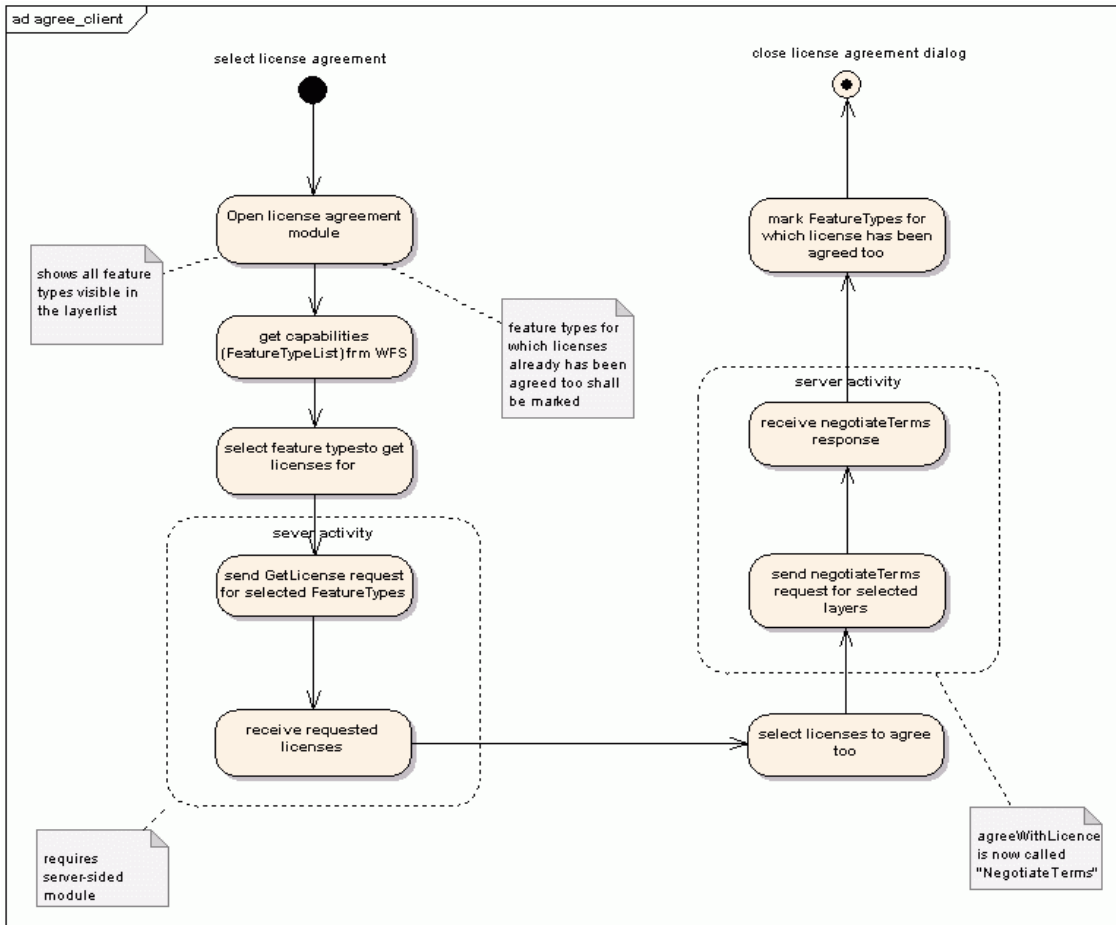 ad agree_client
select license agreement
Open license agreement
module
shows all feature
types visible in
the layerlist
feature types for
which licenses
already has been
agreed too shall
be marked
get capabilities
(FeatureTypeList)frm WFS
select feature typesto get
licenses for
sever activity
send GetLicense request
for selected FeatureTypes
receive requested
licenses
requires
server-sided
module
close license agreement dialog
mark FeatureTypes for
which license has been
agreed too
server activity
receive negotiateTerms
response
send negotiateTerms
request for selected
layers
select licenses to agree
too
agreeWithLicence
is now called
"NegotiateTerms"